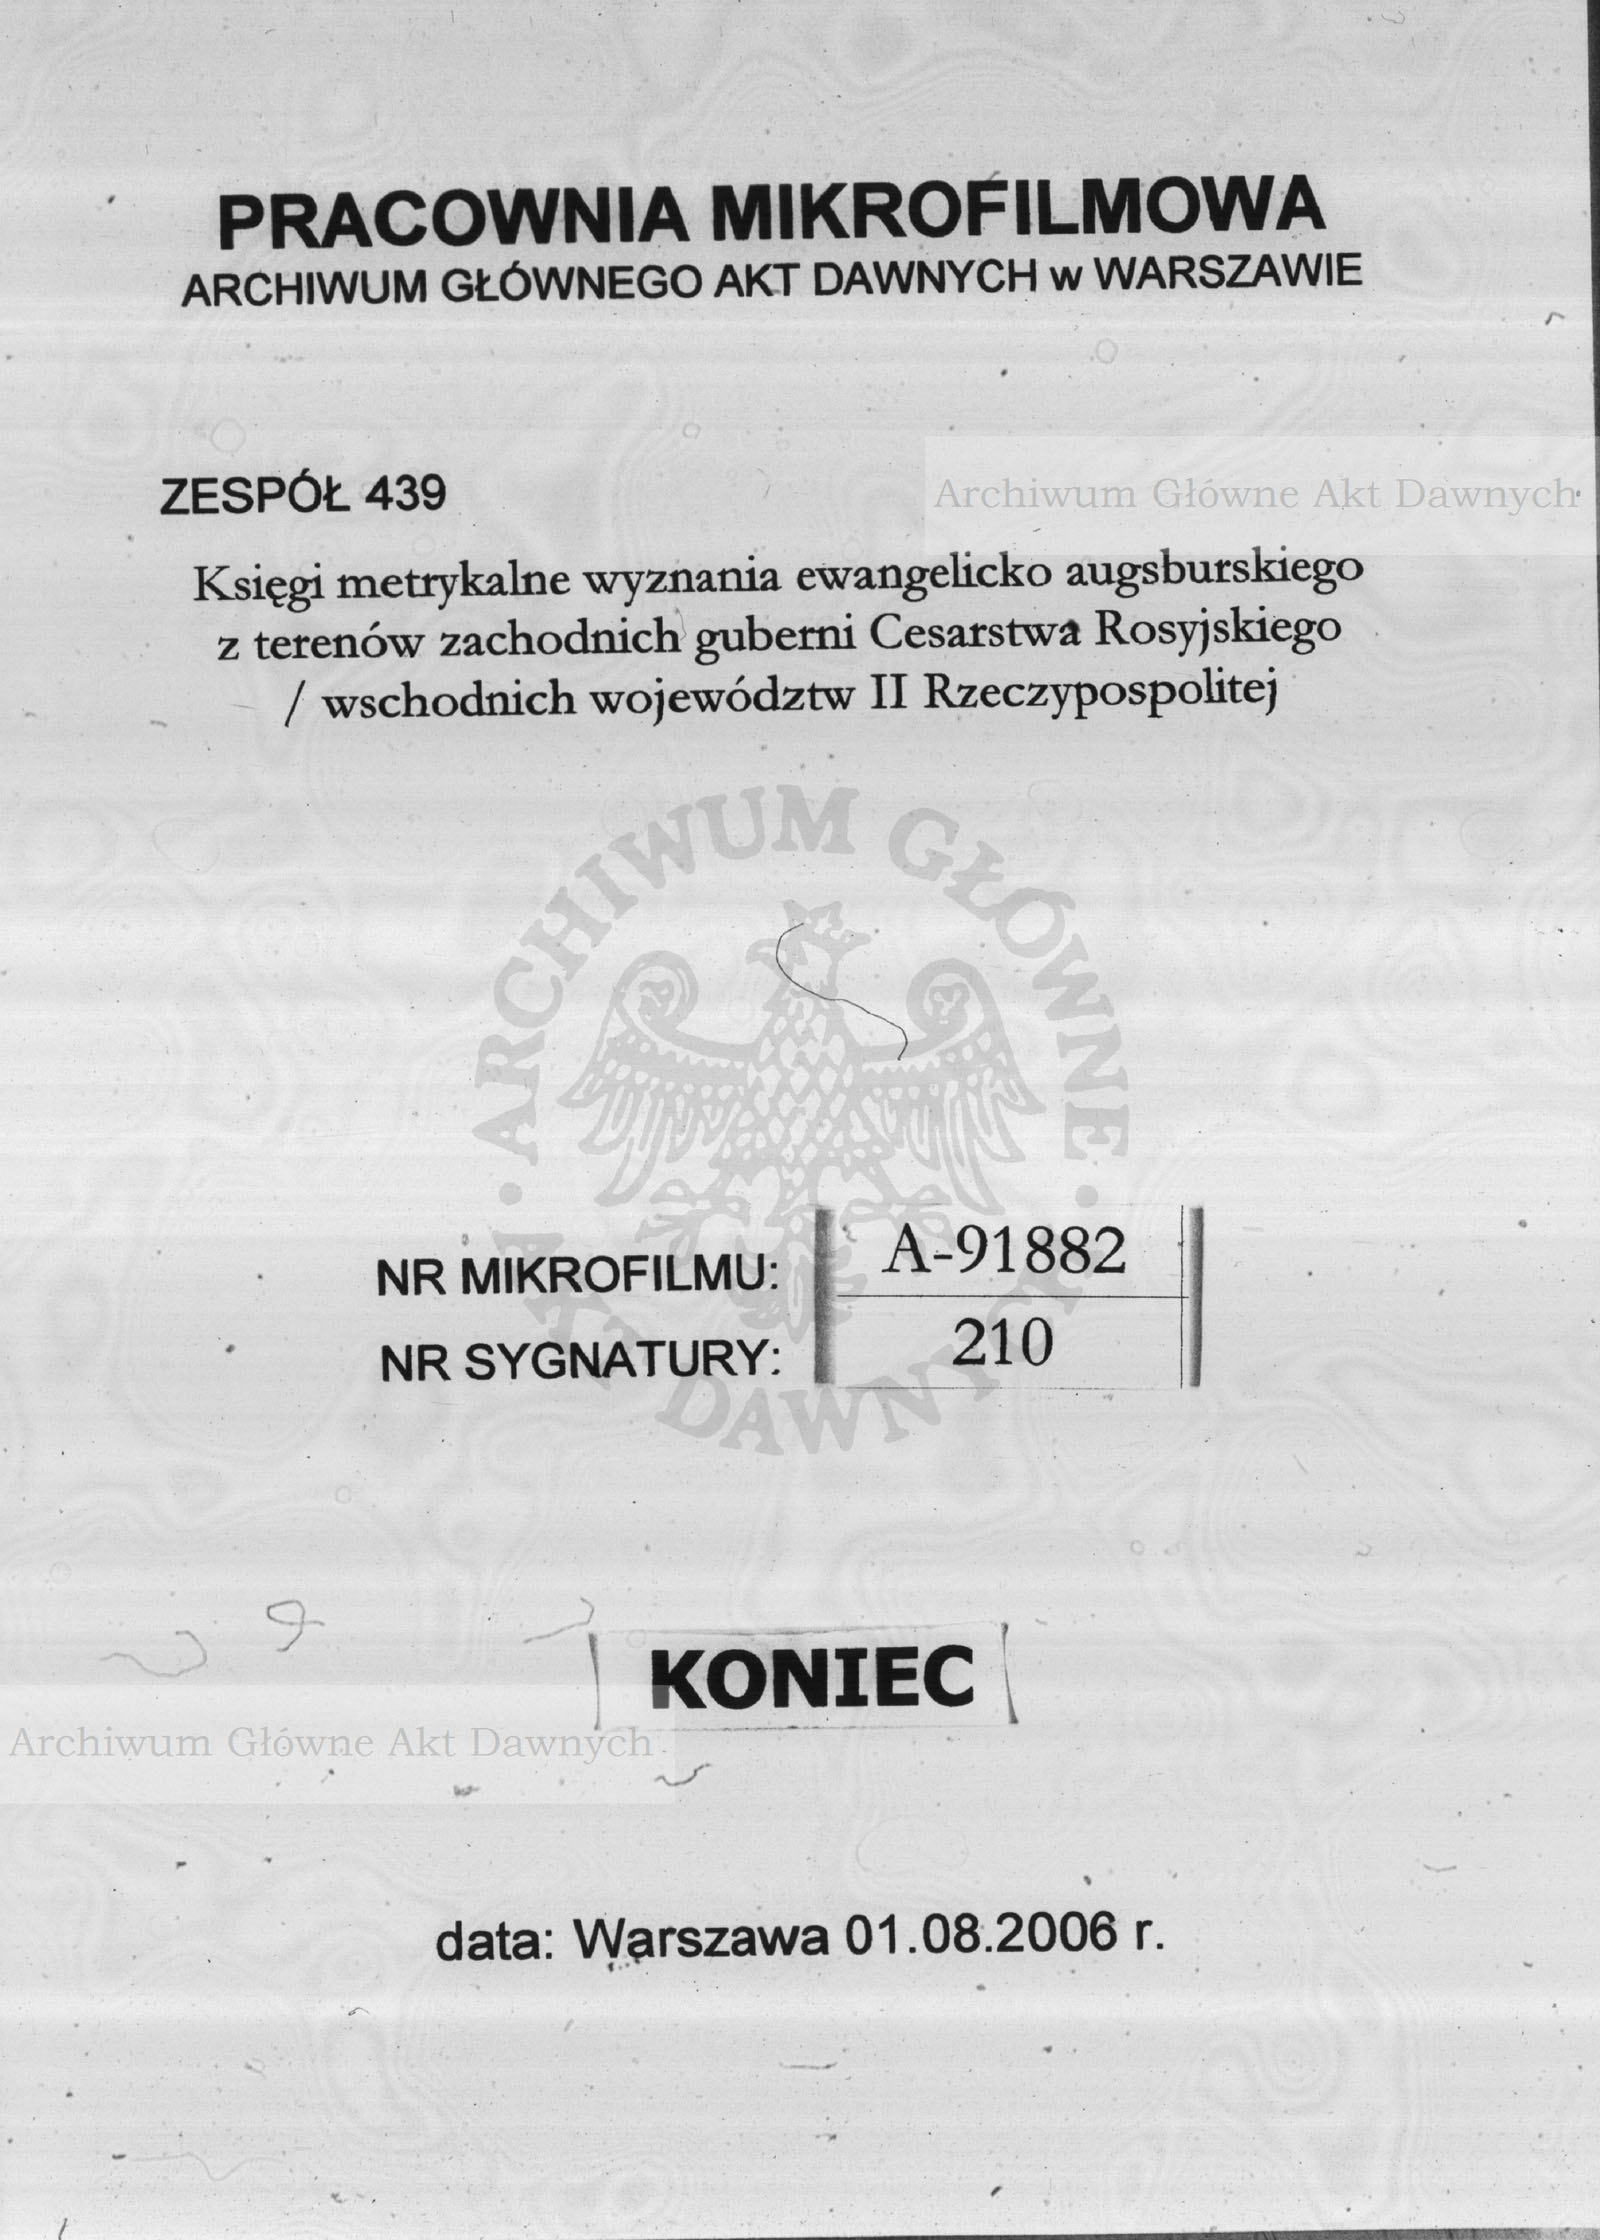 PRACOWNIA MIKROFILMOWA
ARCHIWUM GŁÓWNEGO AKT DAWNYCH w WARSZAWIE
ZESPÓŁ 439
Archiwum Główne Akt Dawnych
Księgi metrykalne wyznania ewangelicko augsburskiego
z terenów zachodnich guberni Cesarstwa Rosyjskiego
/ wschodnich województw II Rzeczypospolitej
ARCHIWUM GŁÓWNE AKT DAWNYCH
NR MIKROFILMU: A-91882
NR SYGNATURY: 210
KONIEC
Archiwum Główne Akt Dawnych
data: Warszawa 01.08.2006 r.